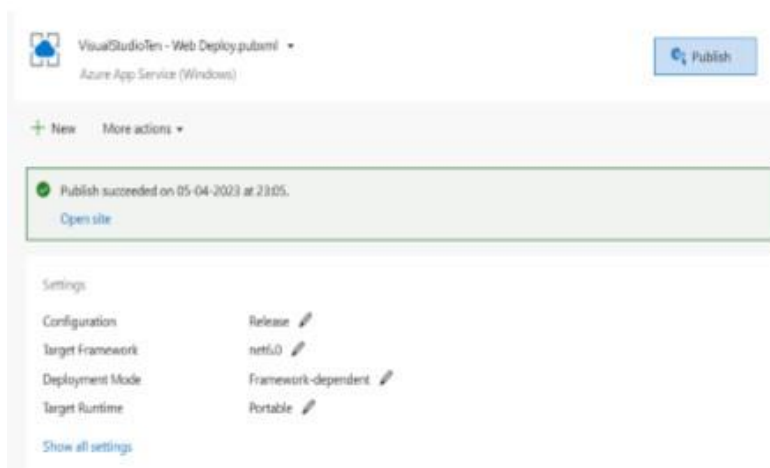 VisualStudioTen - Web Deploy.pubxml
Azure App Service (Windows)
Publish
New
More actions
Publish succeeded on 05-04-2023 at 23:05.
Open site
Settings
Configuration
Release
Target Framework
net6.0
Deployment Mode
Framework-dependent
Target Runtime
Portable
Show all settings